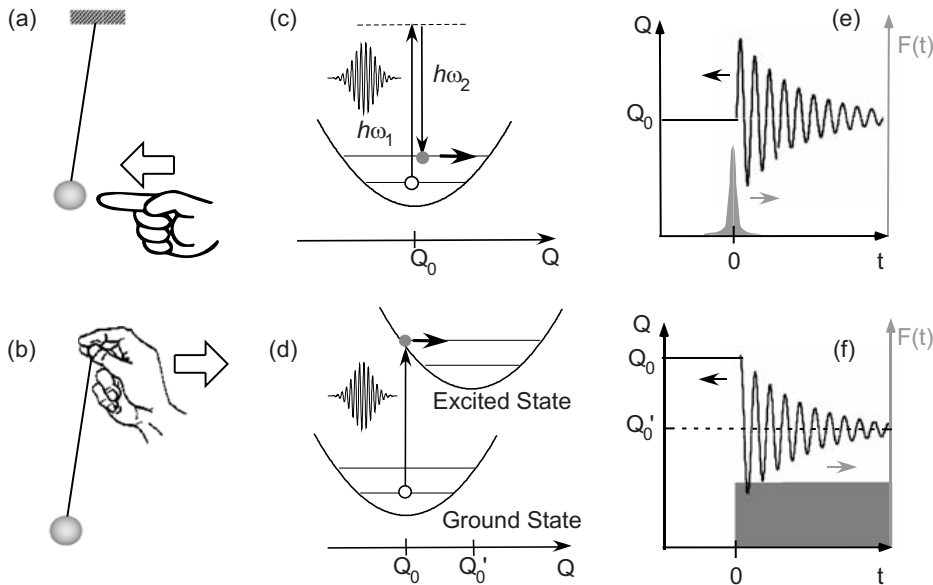 (a)
(c)
hω₂
hω₁
Q₀
Q
(e)
Q
F(t)
Q₀
0
t
(b)
(d)
Excited State
Ground State
Q₀
Q₀'
Q
(f)
Q
F(t)
Q₀
Q₀'
0
t